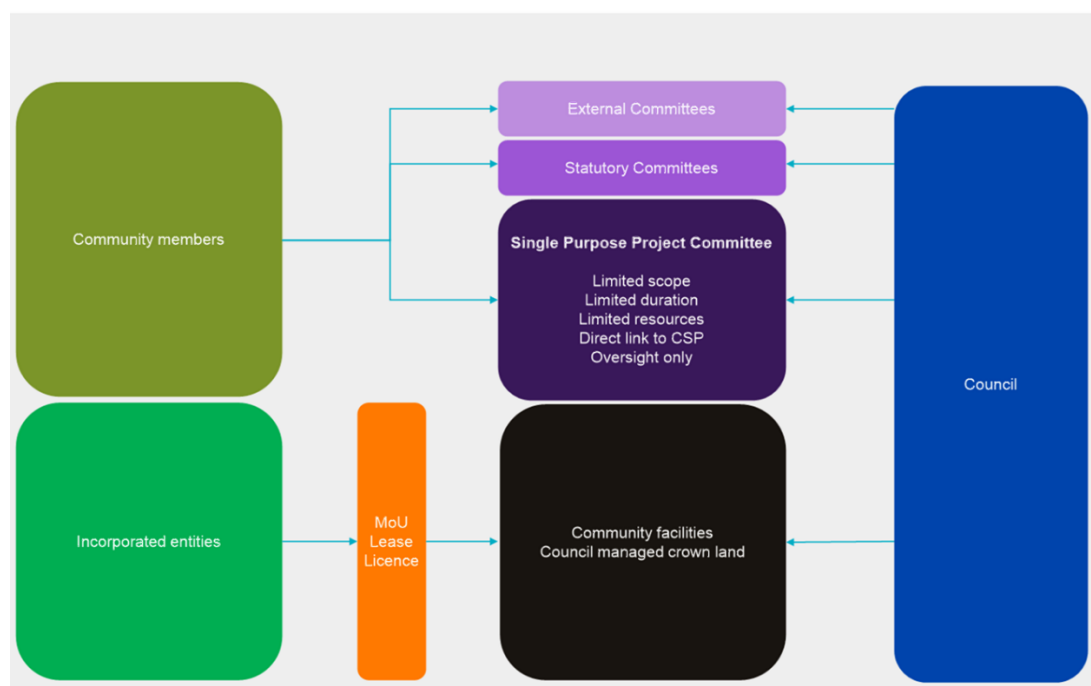 External Committees
Statutory Committees
Community members
Single Purpose Project Committee
Limited scope
Limited duration
Limited resources
Direct link to CSP
Oversight only
Council
Incorporated entities
MoU
Lease
Licence
Community facilities
Council managed crown land